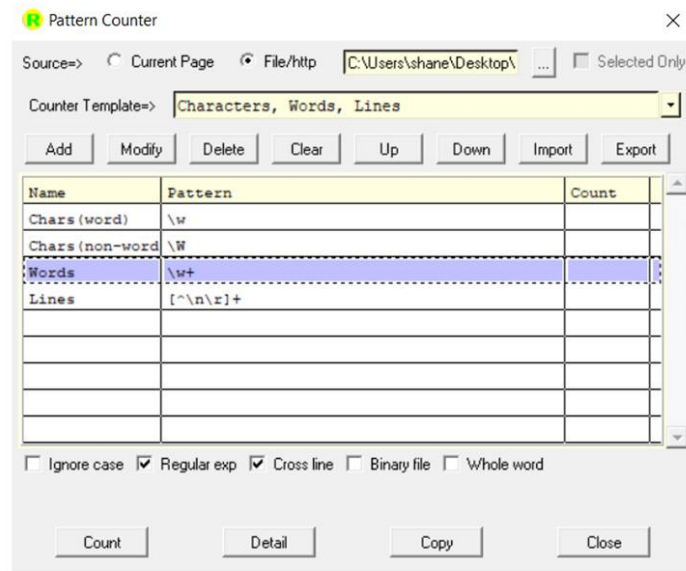 R Pattern Counter
Source=> Current Page File/http C:\Users\shane\Desktop\ ... Selected Only
Counter Template=> Characters, Words, Lines
Add Modify Delete Clear Up Down Import Export
Name Pattern Count
Chars(word) \w
Chars(non-word \W
Words \w+
Lines [^\n\r]+
Ignore case Regular exp Cross line Binary file Whole word
Count Detail Copy Close